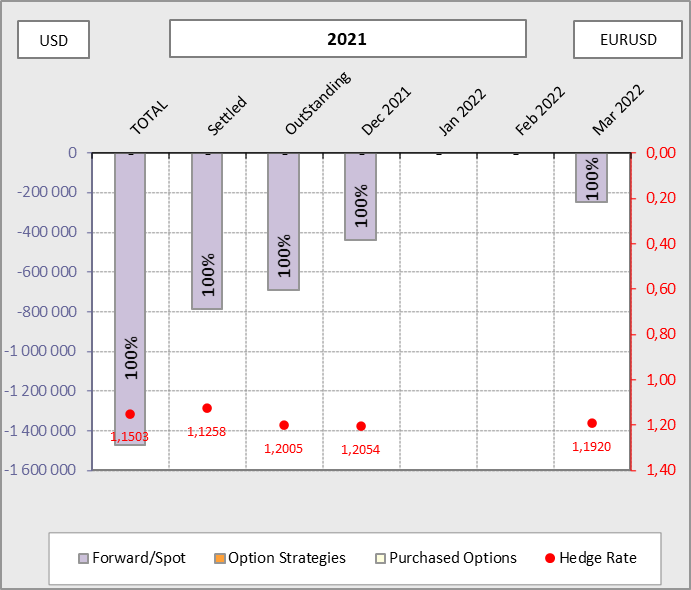 USD
2021
EURUSD
TOTAL
Settled
OutStanding
Dec 2021
Jan 2022
Feb 2022
Mar 2022
0
-200 000
-400 000
-600 000
-800 000
-1 000 000
-1 200 000
-1 400 000
-1 600 000
100%
100%
100%
100%
100%
1,1503
1,1258
1,2005
1,2054
1,1920
0,00
0,20
0,40
0,60
0,80
1,00
1,20
1,40
Forward/Spot
Option Strategies
Purchased Options
Hedge Rate